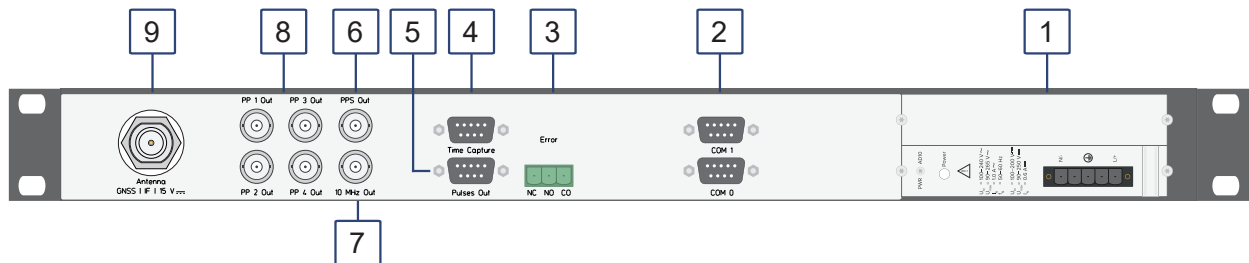 9
8
6
5
4
3
2
1
PP 1 Out
PP 3 Out
PPS Out
Time Capture
Error
COM 1
Antenna
GNSS | IF | 15 V
PP 2 Out
PP 4 Out
10 MHz Out
Pulses Out
NC NO CO
COM 0
PWR
AD10
Power
N/-
L/+
7